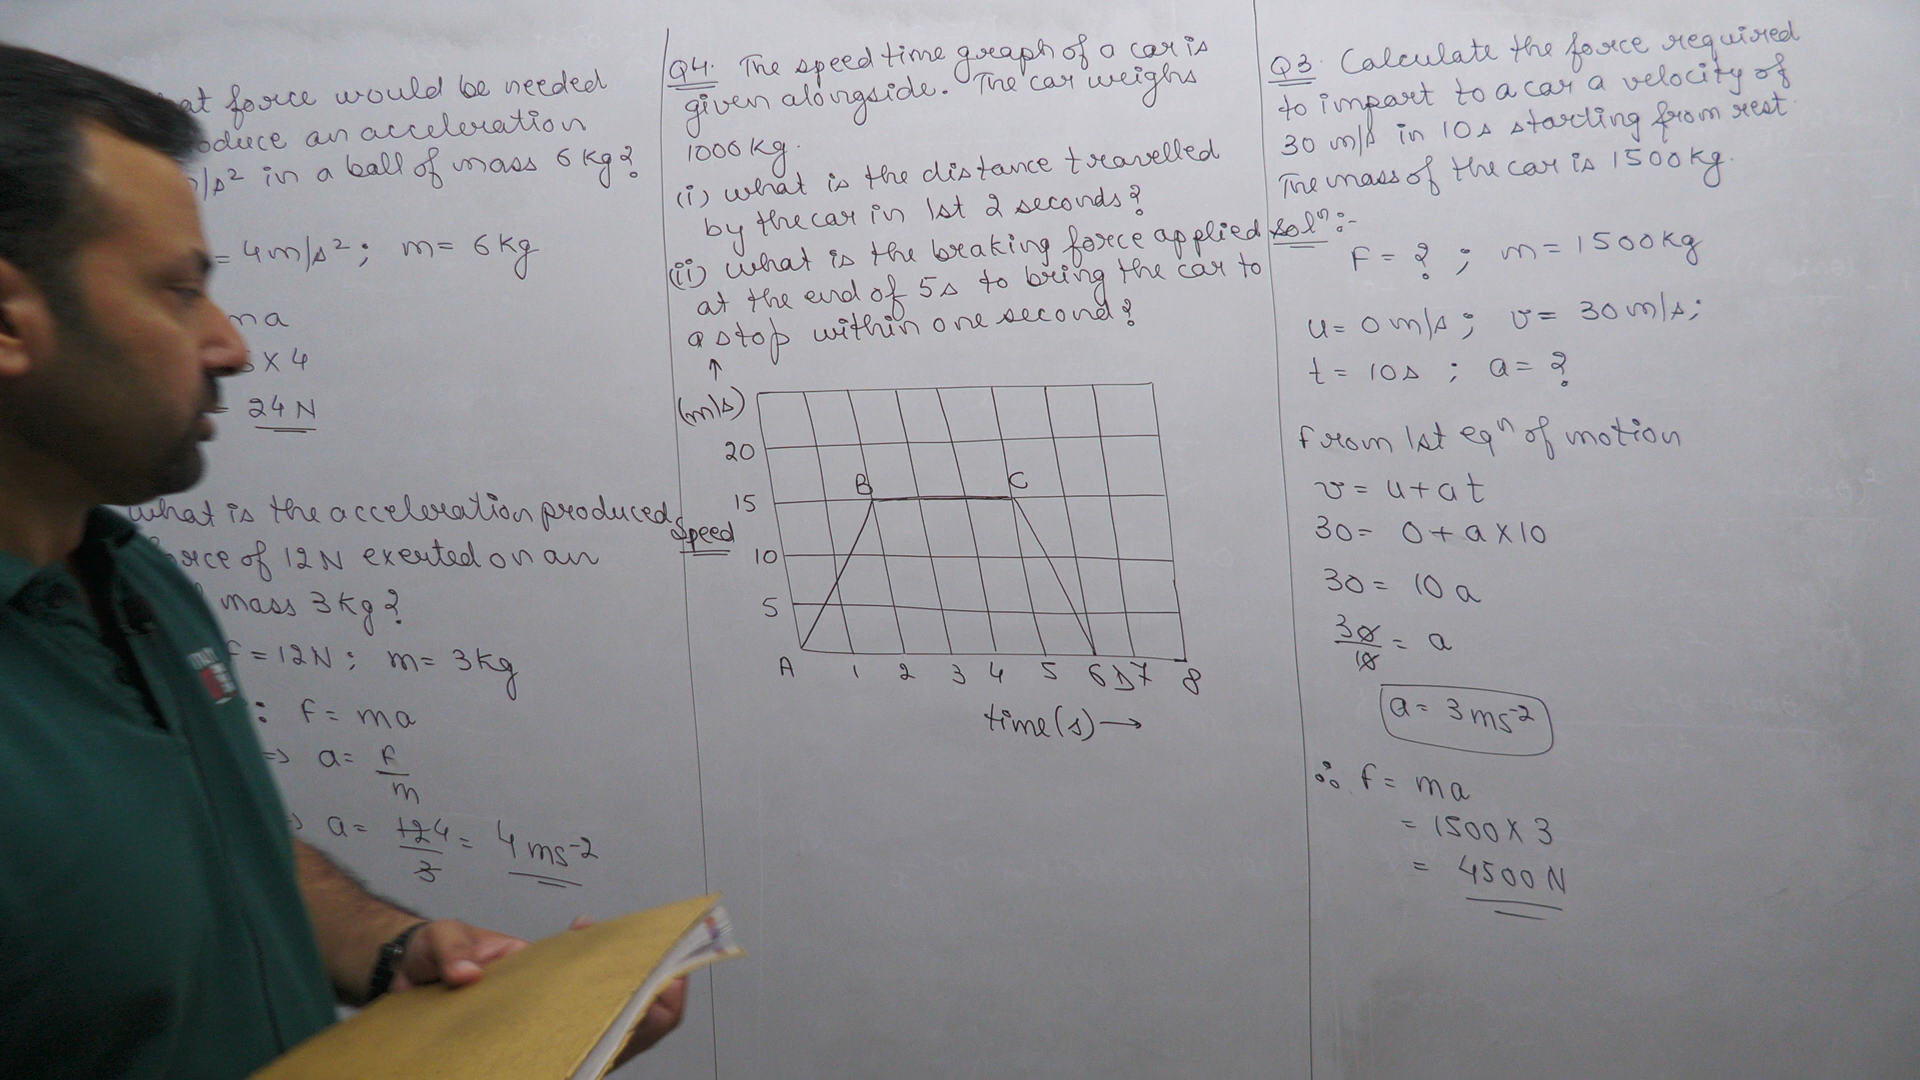 at force would be needed
oduce an acceleration
m/s² in a ball of mass 6 kg?
= 4 m/s²; m= 6 kg
ma
6 X 4
= 24 N
What is the acceleration produced
orce of 12 N exerted on an
mass 3 kg?
F = 12N; m= 3 kg
∴ F= ma
⇒ a= F/m
⇒ a= 12 4/3 = 4 ms⁻²
Q4. The speed time graph of a car is
given alongside. The car weighs
1000 kg.
(i) what is the distance travelled
by the car in 1st 2 seconds?
(ii) what is the braking force applied
at the end of 5s to bring the car to
a stop within one second?
↑
(m/s)
20
15
Speed
10
5
B C
A 1 2 3 4 5 6 D 7 8
time (s) →
Q3. Calculate the force required
to impart to a car a velocity of
30 m/s in 10s starting from rest.
The mass of the car is 1500 kg.
Solⁿ:-
F = ? ; m = 1500 kg
u= 0 m/s ; v= 30 m/s;
t= 10s ; a= ?
From 1st eqⁿ of motion
v= u+at
30= 0+ a X 10
30= 10 a
30/10 = a
a= 3 ms⁻²
∴ F= ma
= 1500 X 3
= 4500 N